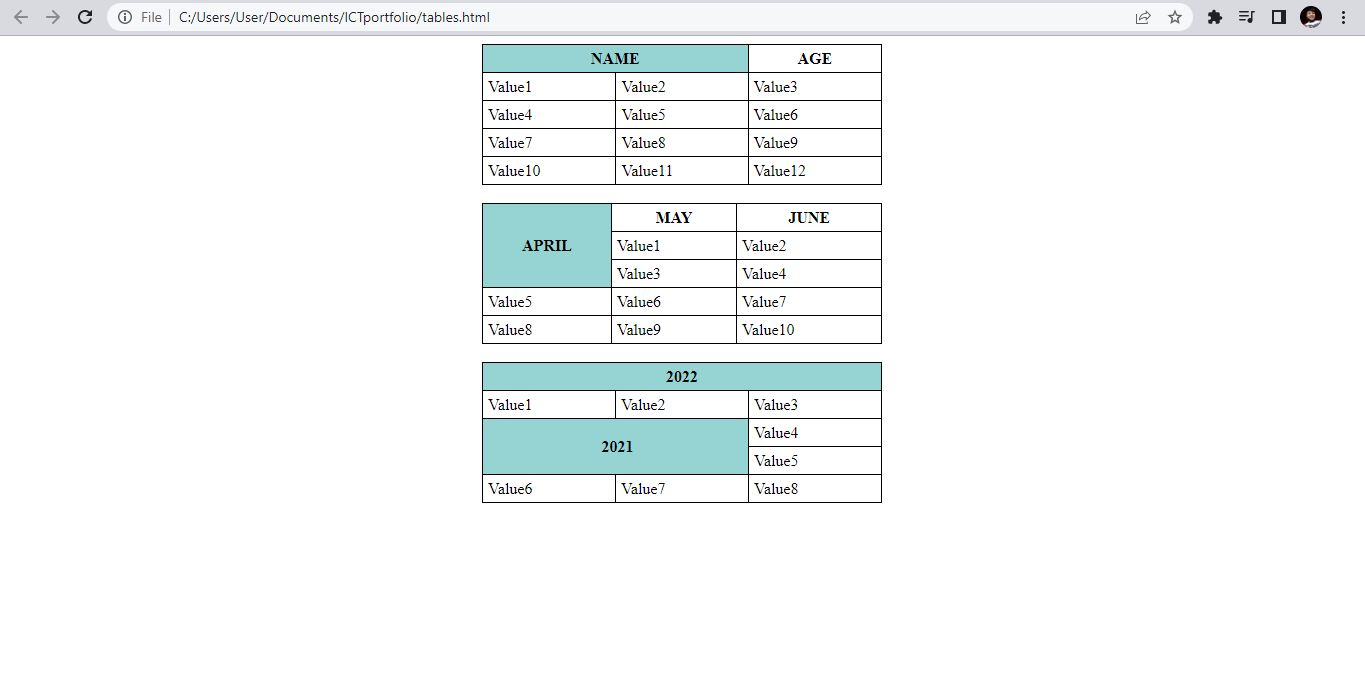 File C:/Users/User/Documents/ICTportfolio/tables.html
NAME AGE
Value1 Value2 Value3
Value4 Value5 Value6
Value7 Value8 Value9
Value10 Value11 Value12
APRIL MAY JUNE
Value1 Value2
Value3 Value4
Value5 Value6 Value7
Value8 Value9 Value10
2022
Value1 Value2 Value3
2021 Value4
Value5
Value6 Value7 Value8